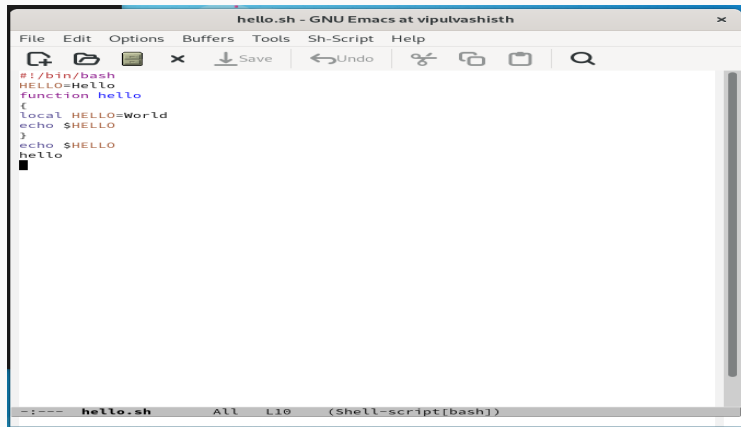 hello.sh - GNU Emacs at vipulvashisth
File Edit Options Buffers Tools Sh-Script Help
Save Undo
#!/bin/bash
HELLO=Hello
function hello
{
local HELLO=World
echo $HELLO
}
echo $HELLO
hello
-:--- hello.sh All L10 (Shell-script[bash])